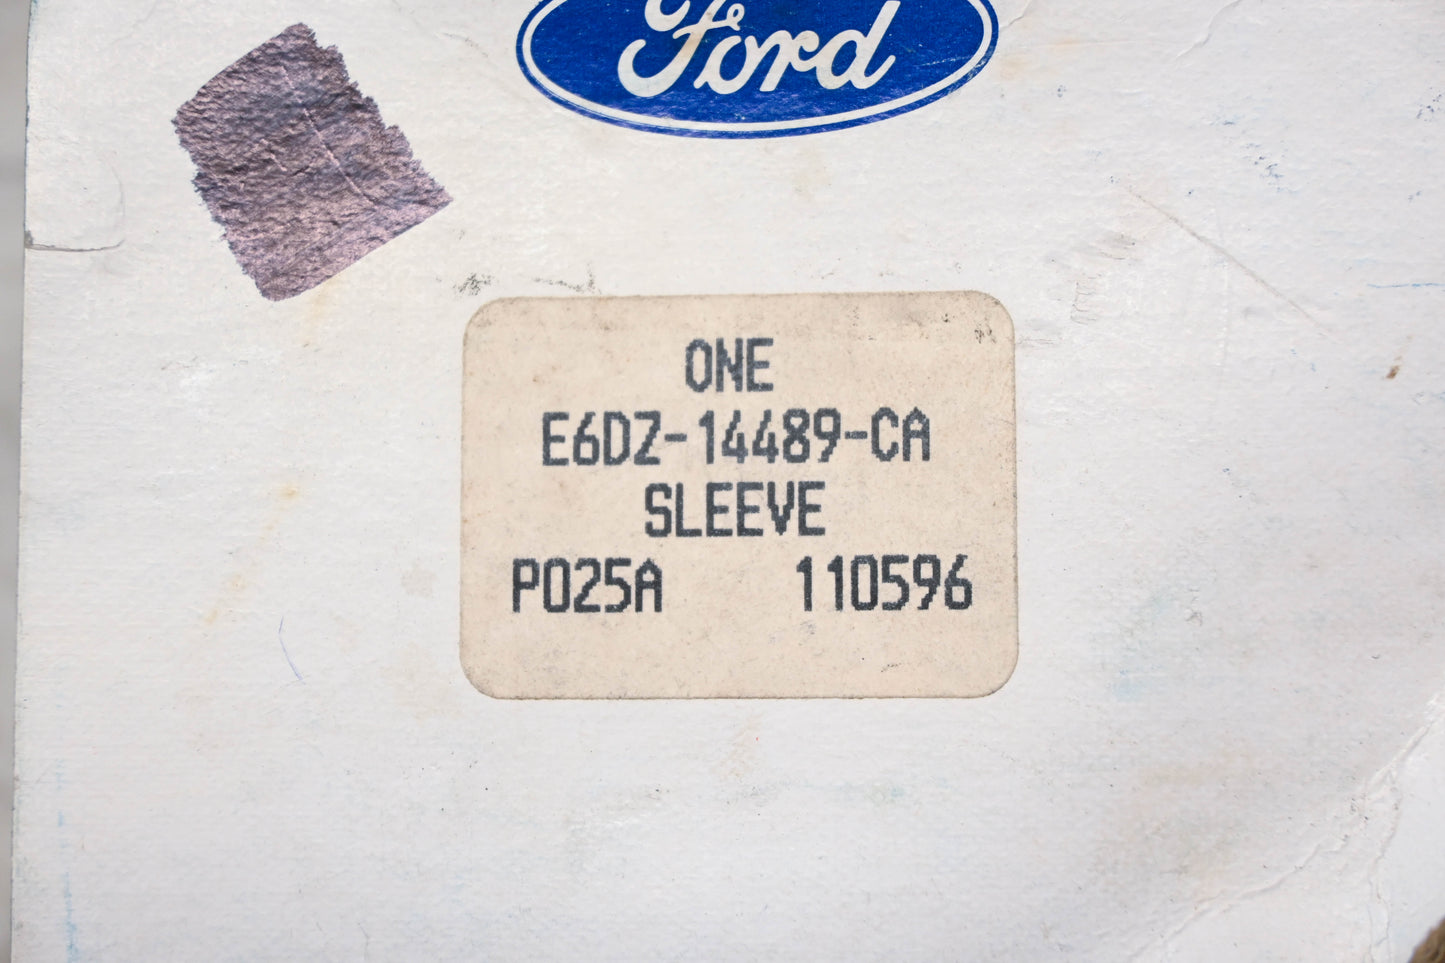 Ford
ONE
E6DZ-14489-CA
SLEEVE
P025A 110596